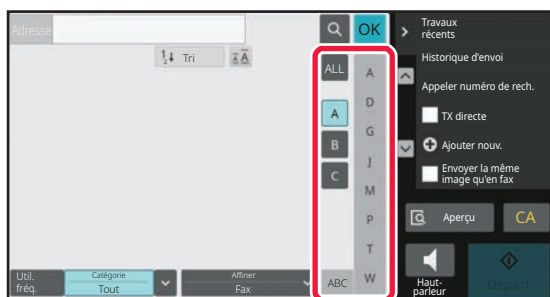 Adresse
OK
Tri
ALL
A
B
C
ABC
A
D
G
J
M
P
T
W
Util.
fréq.
Catégorie
Tout
Affiner
Fax
Travaux
récents
Historique d'envoi
Appeler numéro de rech.
TX directe
Ajouter nouv.
Envoyer la même
image qu'en fax
Aperçu
CA
Haut-
parleur
Départ